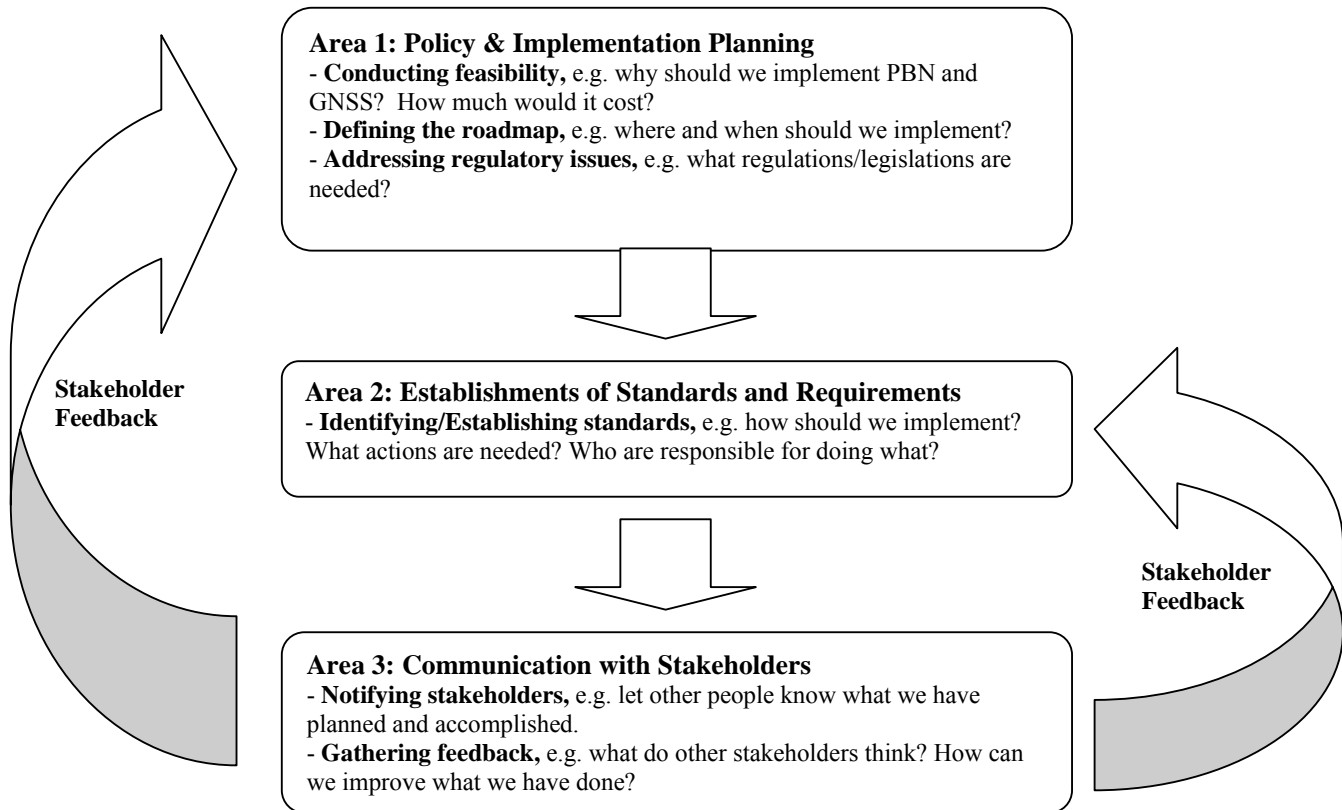 Area 1: Policy & Implementation Planning
- Conducting feasibility, e.g. why should we implement PBN and
GNSS?  How much would it cost?
- Defining the roadmap, e.g. where and when should we implement?
- Addressing regulatory issues, e.g. what regulations/legislations are
needed?
Stakeholder
Feedback
Area 2: Establishments of Standards and Requirements
- Identifying/Establishing standards, e.g. how should we implement?
What actions are needed? Who are responsible for doing what?
Stakeholder
Feedback
Area 3: Communication with Stakeholders
- Notifying stakeholders, e.g. let other people know what we have
planned and accomplished.
- Gathering feedback, e.g. what do other stakeholders think? How can
we improve what we have done?